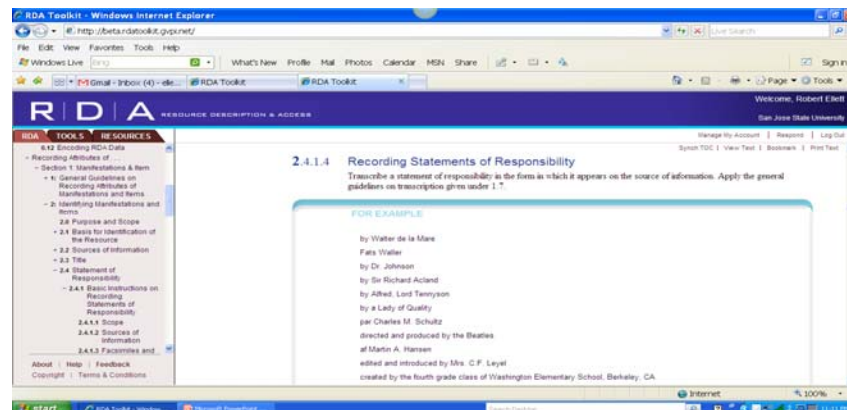 RDA Toolkit - Windows Internet Explorer
http://beta.rdatoolkit.gvpi.net/
Live Search
File Edit View Favorites Tools Help
Windows Live Bing What's New Profile Mail Photos Calendar MSN Share Sign in
Gmail - Inbox (4) - elle... RDA Toolkit RDA Toolkit Page Tools
R D A RESOURCE DESCRIPTION & ACCESS
Welcome, Robert Ellett
San Jose State University
RDA TOOLS RESOURCES
Manage My Account | Respond | Log Out
Synch TOC | View Text | Bookmark | Print Text
0.12 Encoding RDA Data
- Recording Attributes of ...
- Section 1: Manifestations & Item
+ 1: General Guidelines on
Recording Attributes of
Manifestations and Items
- 2: Identifying Manifestations and
Items
2.0 Purpose and Scope
+ 2.1 Basis for Identification of
the Resource
+ 2.2 Sources of Information
+ 2.3 Title
- 2.4 Statement of
Responsibility
- 2.4.1 Basic Instructions on
Recording
Statements of
Responsibility
2.4.1.1 Scope
2.4.1.2 Sources of
Information
2.4.1.3 Facsimiles and
About | Help | Feedback
Copyright | Terms & Conditions
2.4.1.4 Recording Statements of Responsibility
Transcribe a statement of responsibility in the form in which it appears on the source of information. Apply the general
guidelines on transcription given under 1.7.
FOR EXAMPLE
by Walter de la Mare
Fats Waller
by Dr. Johnson
by Sir Richard Acland
by Alfred, Lord Tennyson
by a Lady of Quality
par Charles M. Schultz
directed and produced by the Beatles
af Martin A. Hansen
edited and introduced by Mrs. C.F. Leyel
created by the fourth grade class of Washington Elementary School, Berkeley, CA
Internet 100%
start RDA Toolkit - Window... Microsoft PowerPoint Search Desktop